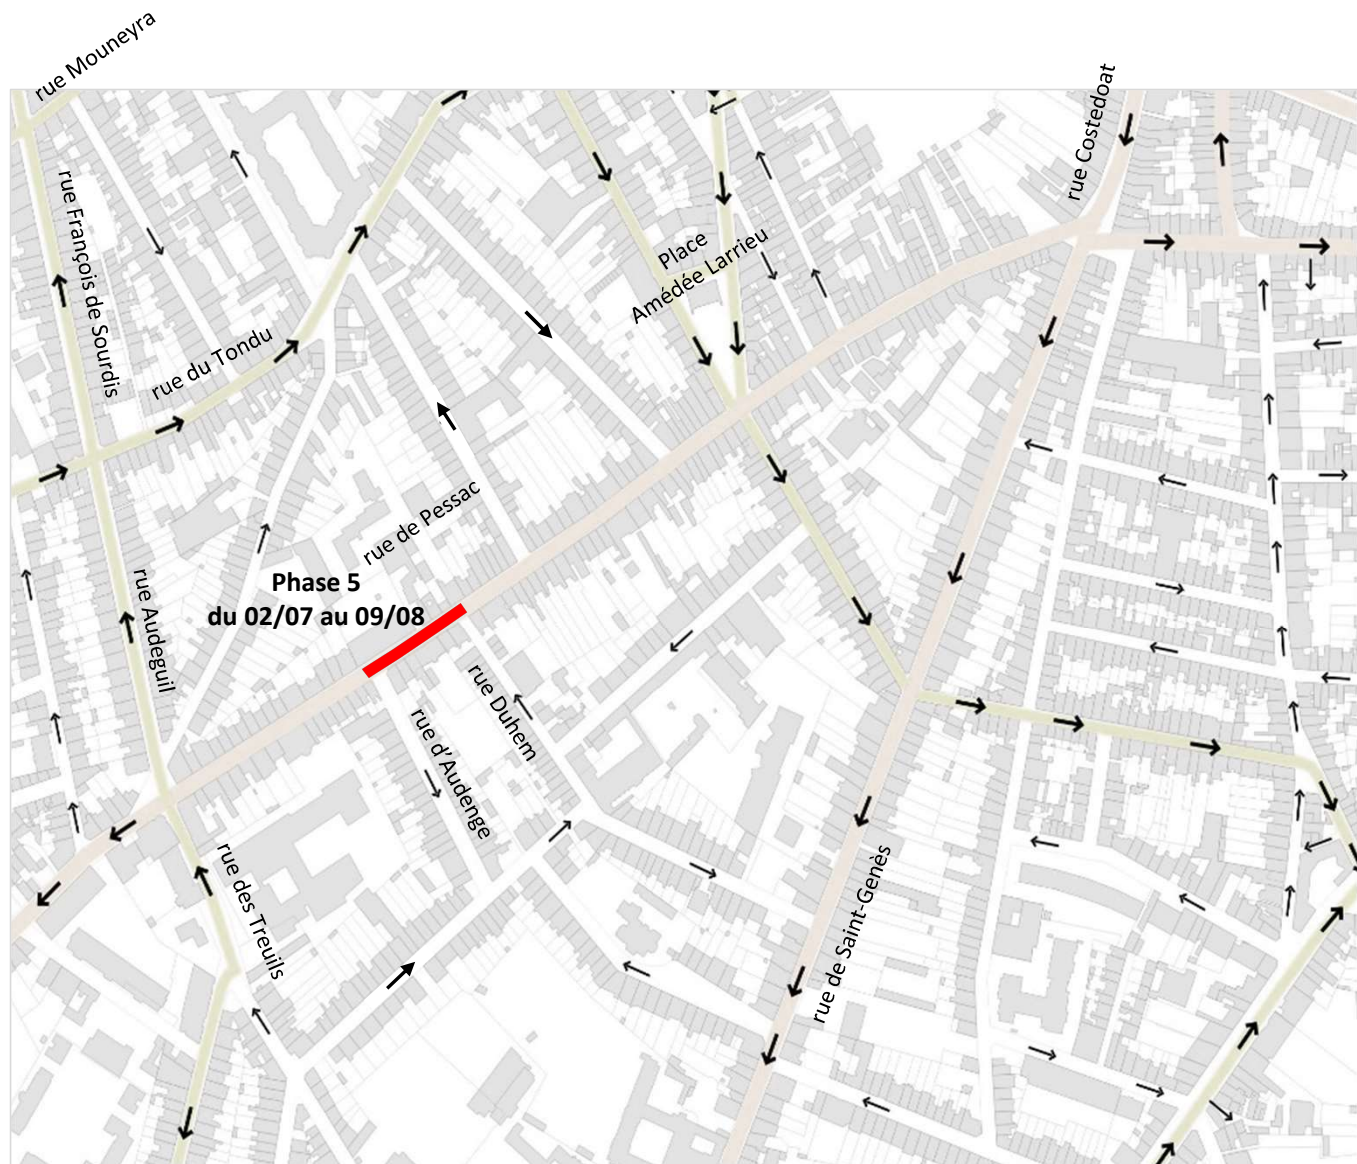 rue Mouneyra
rue Costedoat
rue François de Sourdis
Place
Amédée Larrieu
rue du Tondu
rue de Pessac
Phase 5
du 02/07 au 09/08
rue Audeguil
rue Duhem
rue d'Audenge
rue des Treuils
rue de Saint-Genès